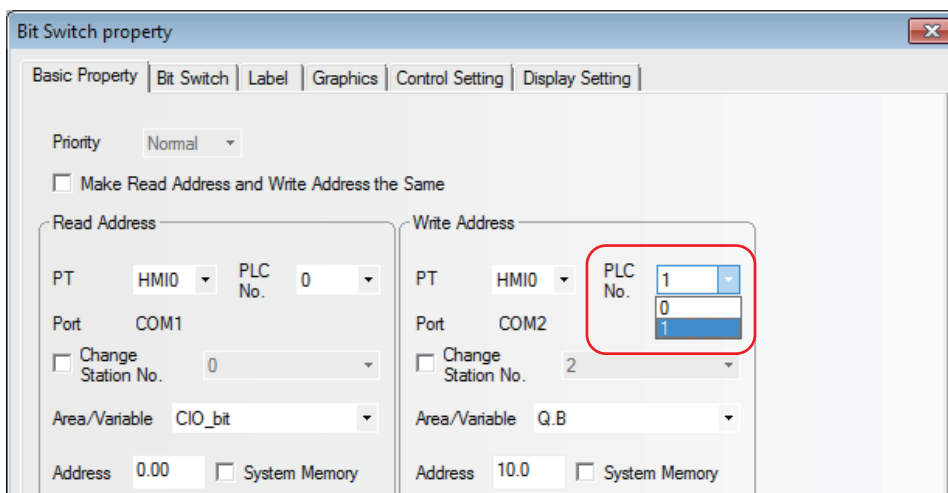 Bit Switch property
Basic Property Bit Switch Label Graphics Control Setting Display Setting
Priority Normal
Make Read Address and Write Address the Same
Read Address
PT HMI0 PLC No. 0
Port COM1
Change Station No. 0
Area/Variable CIO_bit
Address 0.00 System Memory
Write Address
PT HMI0 PLC No. 1
0
1
Port COM2
Change Station No. 2
Area/Variable Q.B
Address 10.0 System Memory